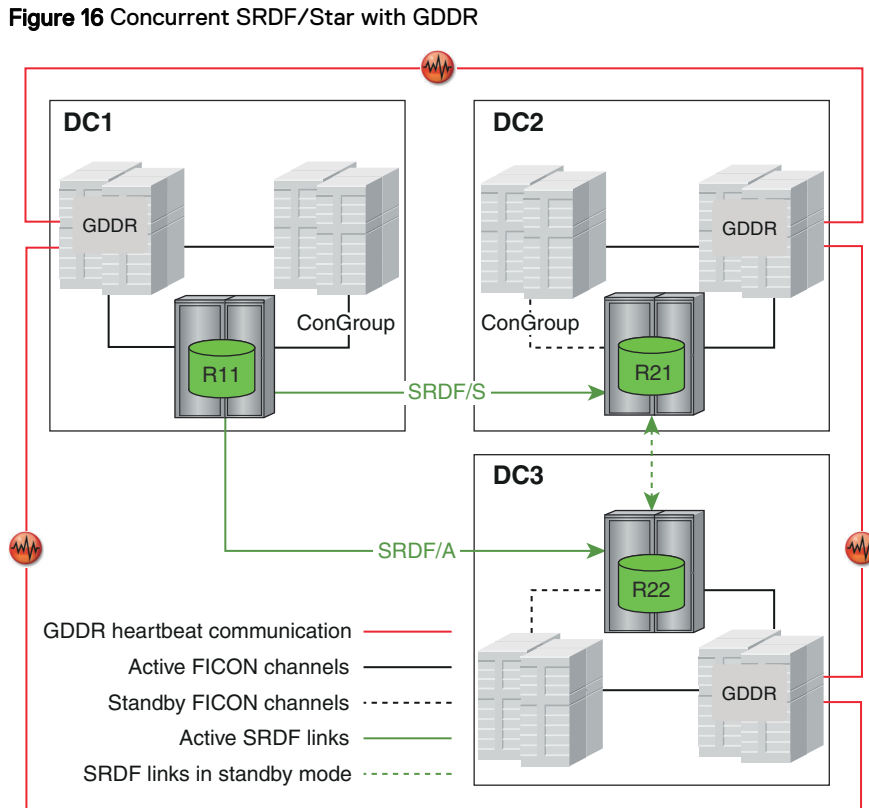 Figure 16 Concurrent SRDF/Star with GDDR
DC1
GDDR
ConGroup
R11
DC2
GDDR
ConGroup
R21
SRDF/S
DC3
SRDF/A
R22
GDDR
GDDR heartbeat communication
Active FICON channels
Standby FICON channels
Active SRDF links
SRDF links in standby mode